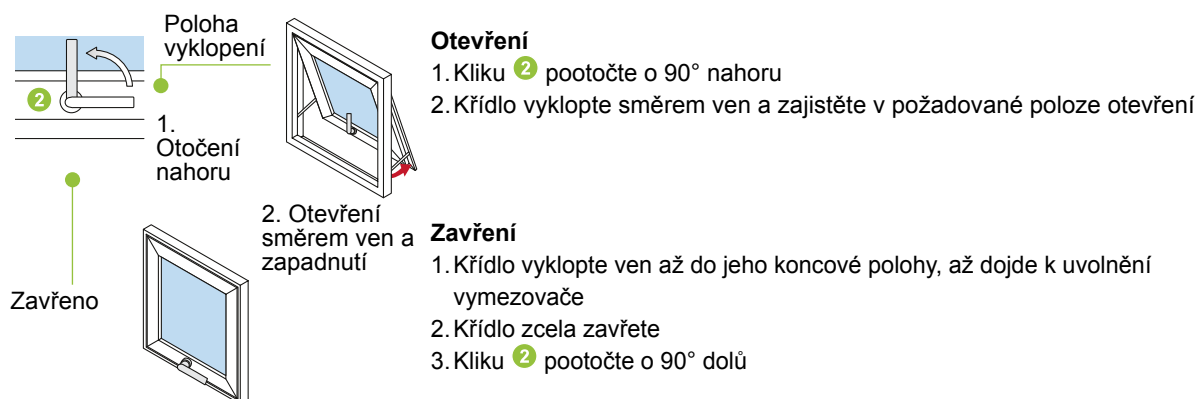 Poloha
vyklopení
2
1.
Otočení
nahoru
2. Otevření
směrem ven a
zapadnutí
Zavřeno
Otevření
1. Kliku 2 pootočte o 90° nahoru
2. Křídlo vyklopte směrem ven a zajistěte v požadované poloze otevření
Zavření
1. Křídlo vyklopte ven až do jeho koncové polohy, až dojde k uvolnění
vymezovače
2. Křídlo zcela zavřete
3. Kliku 2 pootočte o 90° dolů